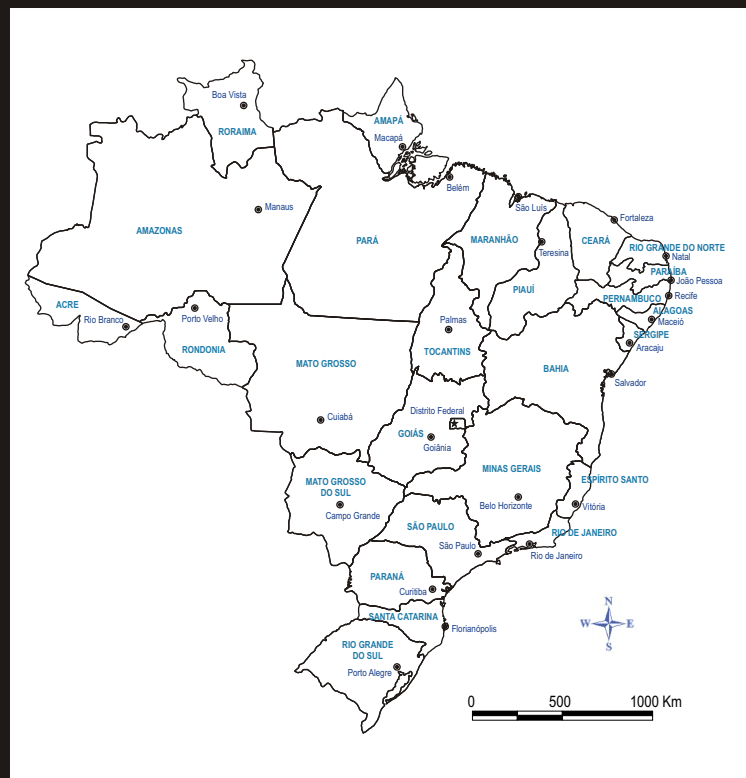 Boa Vista
RORAIMA
AMAPÁ
Macapá
Belém
Manaus
AMAZONAS
PARÁ
São Luís
MARANHÃO
Teresina
Fortaleza
CEARÁ
RIO GRANDE DO NORTE
Natal
PARAÍBA
João Pessoa
PIAUÍ
PERNAMBUCO
Recife
ALAGOAS
Maceió
SERGIPE
Aracaju
ACRE
Rio Branco
Porto Velho
RONDONIA
MATO GROSSO
Cuiabá
Palmas
TOCANTINS
BAHIA
Salvador
Distrito Federal
GOIÁS
Goiânia
MINAS GERAIS
Belo Horizonte
ESPÍRITO SANTO
Vitória
MATO GROSSO
DO SUL
Campo Grande
SÃO PAULO
São Paulo
RIO DE JANEIRO
Rio de Janeiro
PARANÁ
Curitiba
SANTA CATARINA
Florianópolis
RIO GRANDE
DO SUL
Porto Alegre
N
W E
S
0 500 1000 Km